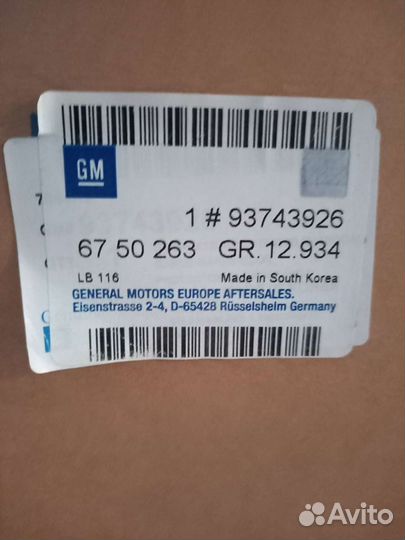 GM
1 # 93743926
67 50 263 GR.12.934
LB 116 Made in South Korea
GENERAL MOTORS EUROPE AFTERSALES.
Eisenstrasse 2-4, D-65428 Rüsselsheim Germany
Avito